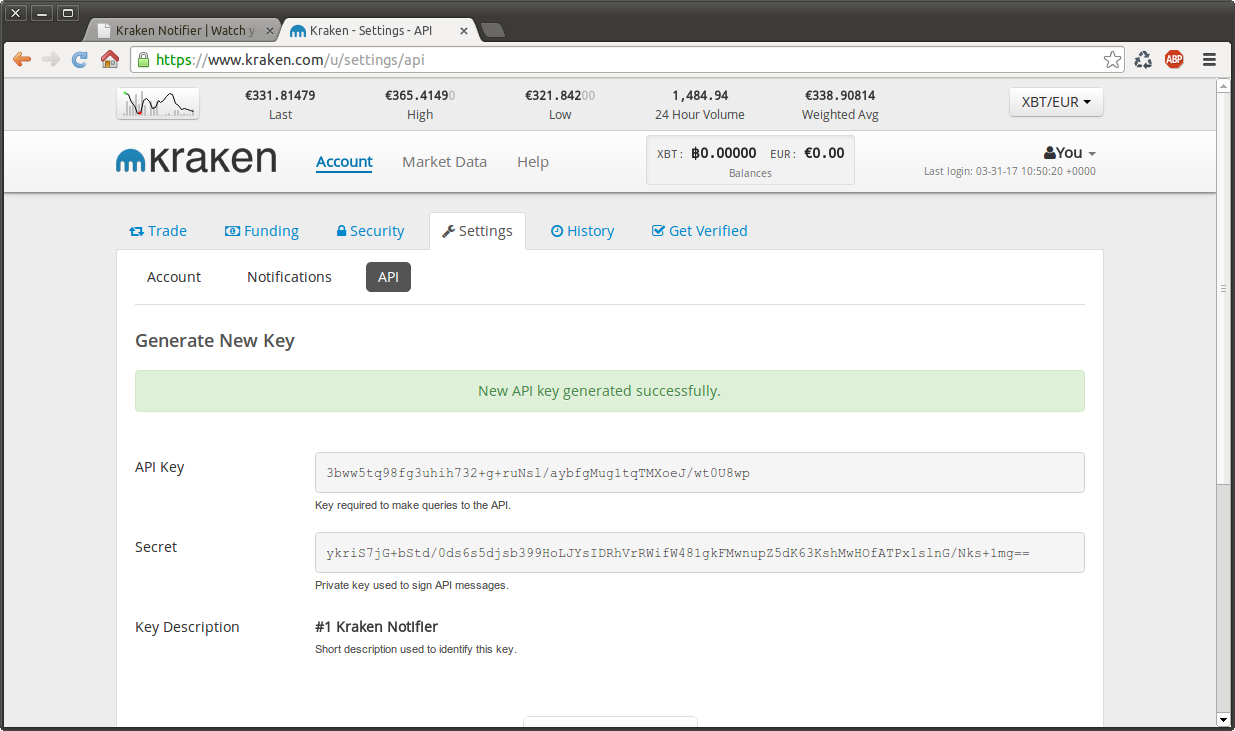 Kraken Notifier | Watch y
Kraken - Settings - API
https://www.kraken.com/u/settings/api
ABP
€331.81479
Last
€365.41490
High
€321.84200
Low
1,484.94
24 Hour Volume
€338.90814
Weighted Avg
XBT/EUR
kraken
Account
Market Data
Help
XBT: ฿0.00000 EUR: €0.00
Balances
You
Last login: 03-31-17 10:50:20 +0000
Trade
Funding
Security
Settings
History
Get Verified
Account
Notifications
API
Generate New Key
New API key generated successfully.
API Key
3bww5tq98fg3uhih732+g+ruNsl/aybfgMug1tqTMXoeJ/wt0U8wp
Key required to make queries to the API.
Secret
ykriS7jG+bStd/0ds6s5djsb399HoLJYsIDRhVrRWifW481gkFMwnupZ5dK63KshMwHOfATPxlslnG/Nks+1mg==
Private key used to sign API messages.
Key Description
#1 Kraken Notifier
Short description used to identify this key.